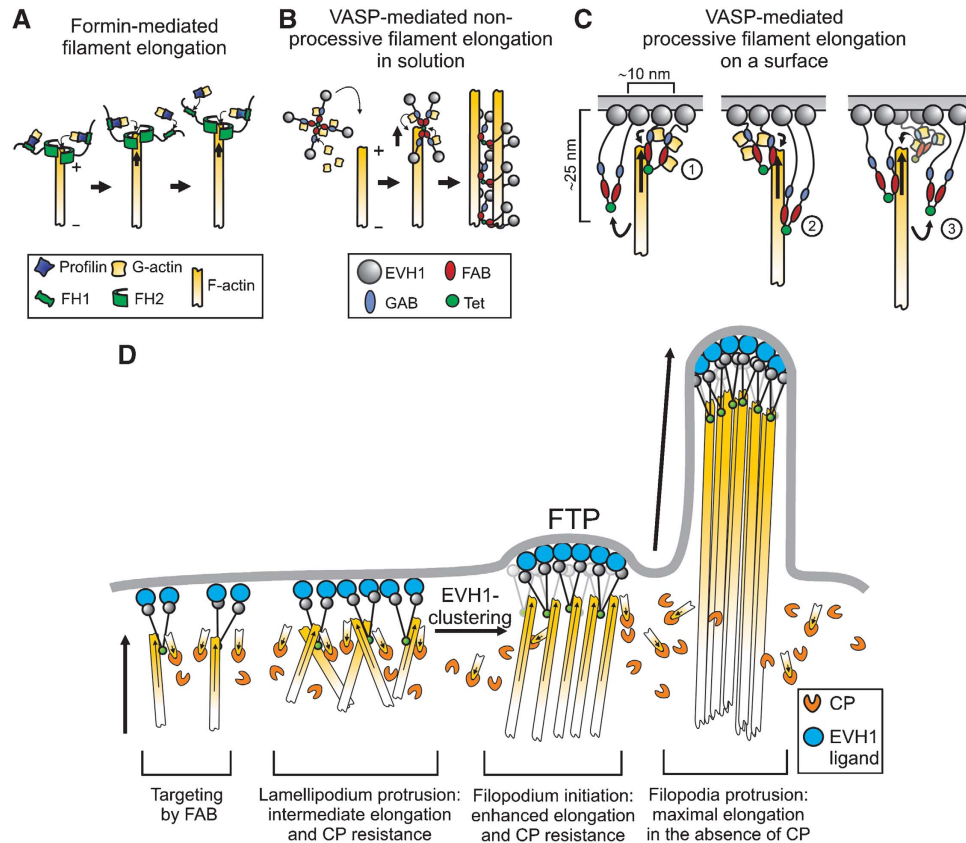 A
Formin-mediated
filament elongation
+
–
Profilin
G-actin
FH1
FH2
F-actin
B
VASP-mediated non-
processive filament elongation
in solution
+
–
EVH1
FAB
GAB
Tet
C
VASP-mediated
processive filament elongation
on a surface
~10 nm
~25 nm
1
2
3
D
FTP
EVH1-
clustering
CP
EVH1
ligand
Targeting
by FAB
Lamellipodium protrusion:
intermediate elongation
and CP resistance
Filopodium initiation:
enhanced elongation
and CP resistance
Filopodia protrusion:
maximal elongation
in the absence of CP